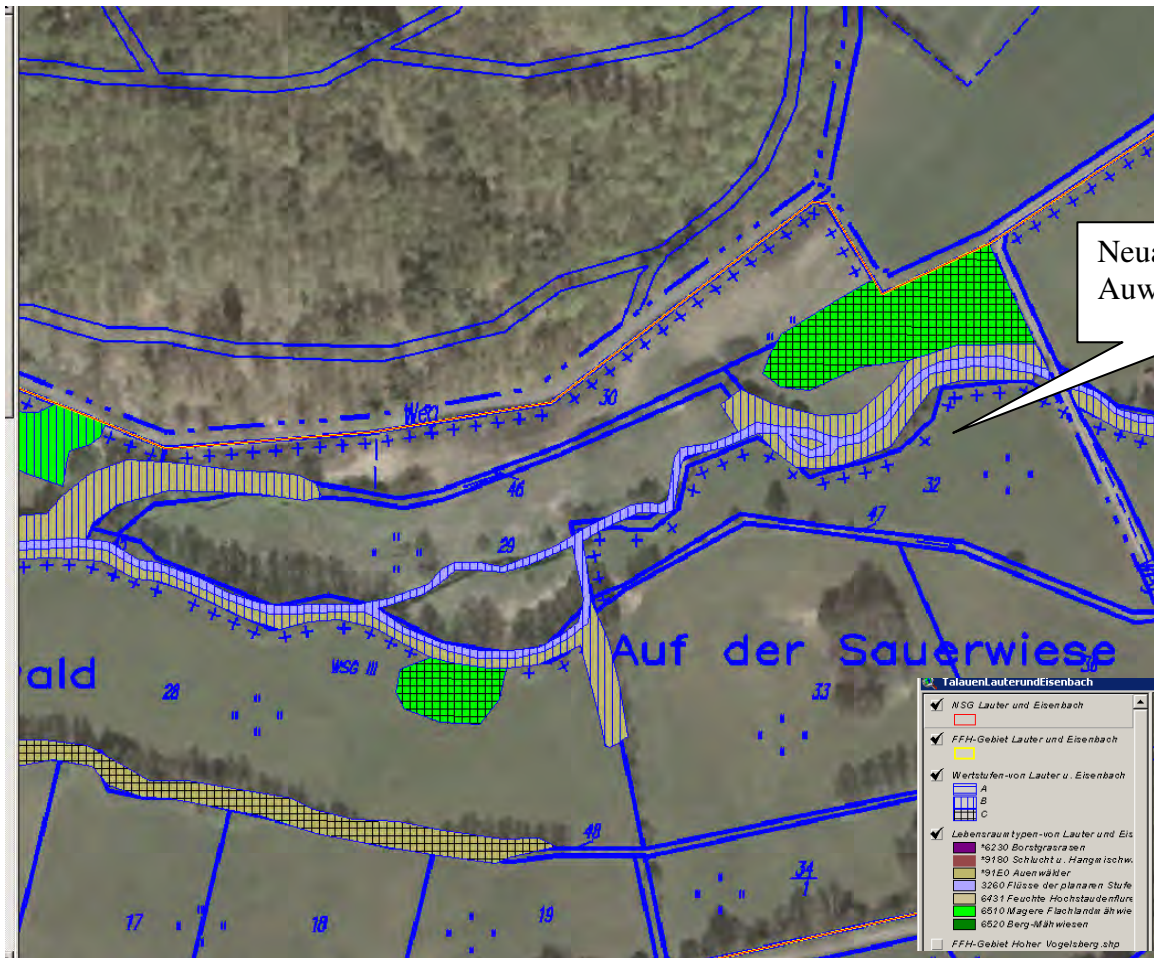 Neua
Auw
Weg
30
46
32
47
29
Auf der Sauerwiese
ald
WSG III
28
33
48
34
1
17
18
19
TalauenLauterundEisenbach
NSG Lauter und Eisenbach
FFH-Gebiet Lauter und Eisenbach
Wertstufen-von Lauter u. Eisenbach
A
B
C
Lebensraumtypen-von Lauter und Eis
*6230 Borstgrasrasen
*9180 Schlucht u. Hangmischw.
*91E0 Auenwälder
3260 Flüsse der planaren Stufe
6431 Feuchte Hochstaudenflure
6510 Magere Flachlandmähwie
6520 Berg-Mähwiesen
FFH-Gebiet Hoher Vogelsberg.shp